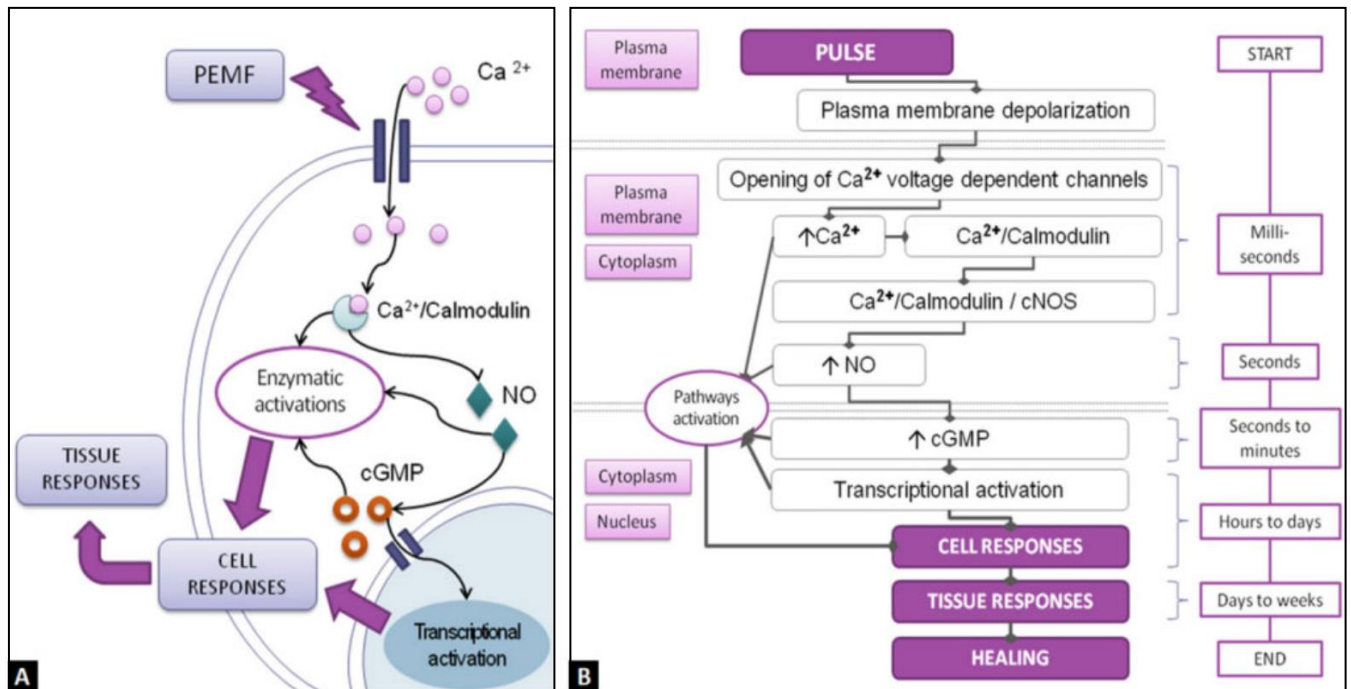 PEMF
Ca 2+
Ca2+/Calmodulin
Enzymatic
activations
NO
TISSUE
RESPONSES
cGMP
CELL
RESPONSES
Transcriptional
activation
A
Plasma
membrane
PULSE
START
Plasma membrane depolarization
Plasma
membrane
Opening of Ca2+ voltage dependent channels
↑Ca2+
Ca2+/Calmodulin
Milli-
seconds
Cytoplasm
Ca2+/Calmodulin / cNOS
↑ NO
Seconds
Pathways
activation
↑ cGMP
Seconds to
minutes
Cytoplasm
Transcriptional activation
Nucleus
Hours to days
CELL RESPONSES
TISSUE RESPONSES
Days to weeks
HEALING
END
B